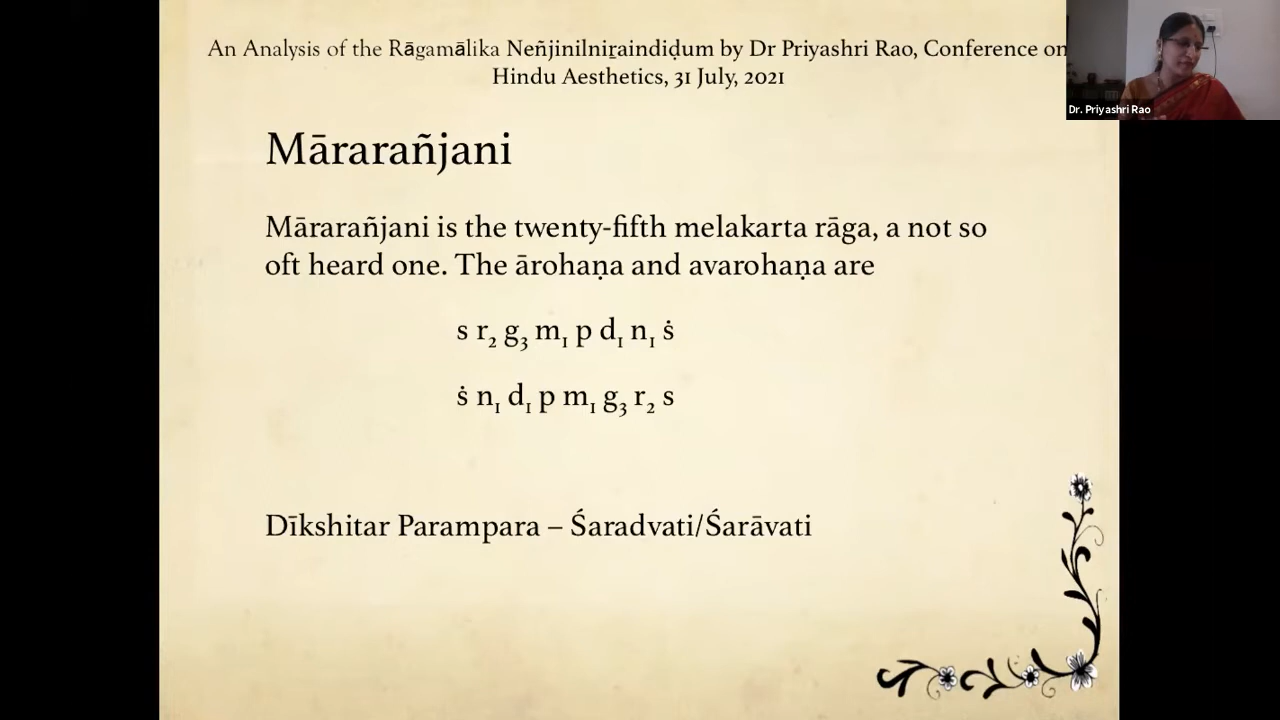 An Analysis of the Rāgamālika Neñjinilniṟaindiḍum by Dr Priyashri Rao, Conference on
Hindu Aesthetics, 31 July, 2021
Dr. Priyashri Rao
Mārarañjani
Mārarañjani is the twenty-fifth melakarta rāga, a not so
oft heard one. The ārohaṇa and avarohaṇa are
s r₂ g₃ m₁ p d₁ n₁ ṡ
ṡ n₁ d₁ p m₁ g₃ r₂ s
Dīkshitar Parampara – Śaradvati/Śarāvati